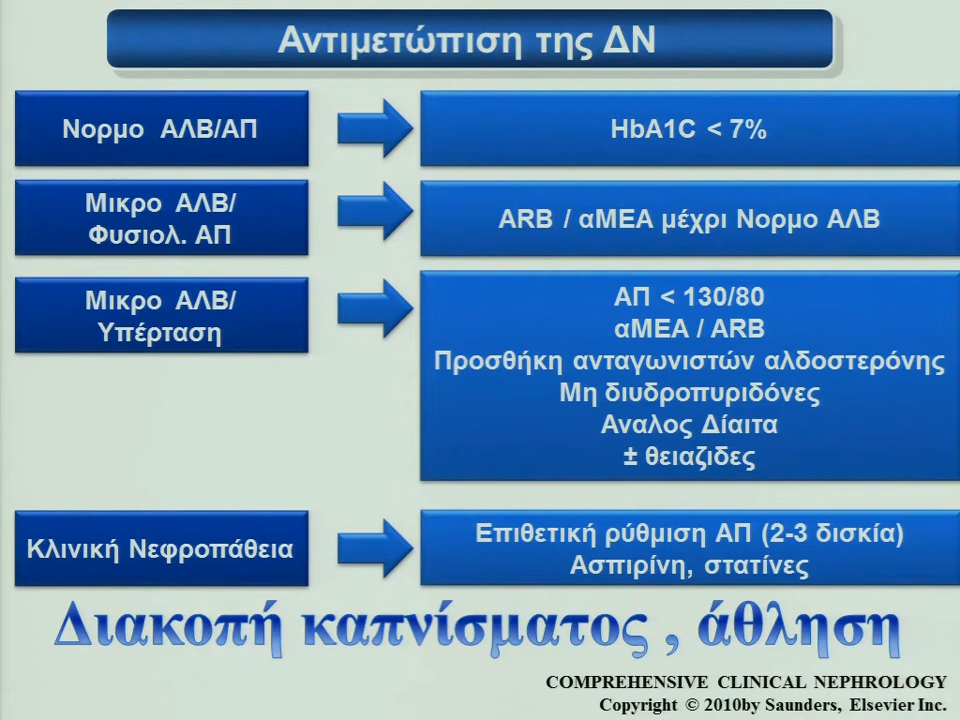 Αντιμετώπιση της ΔΝ
Νορμο ΑΛΒ/ΑΠ
HbA1C < 7%
Μικρο ΑΛΒ/
Φυσιολ. ΑΠ
ARB / αΜΕΑ μέχρι Νορμο ΑΛΒ
Μικρο ΑΛΒ/
Υπέρταση
ΑΠ < 130/80
αΜΕΑ / ARB
Προσθήκη ανταγωνιστών αλδοστερόνης
Μη διυδροπυριδόνες
Αναλος Δίαιτα
± θειαζιδες
Κλινική Νεφροπάθεια
Επιθετική ρύθμιση ΑΠ (2-3 δισκία)
Ασπιρίνη, στατίνες
Διακοπή καπνίσματος , άθληση
COMPREHENSIVE CLINICAL NEPHROLOGY
Copyright © 2010by Saunders, Elsevier Inc.